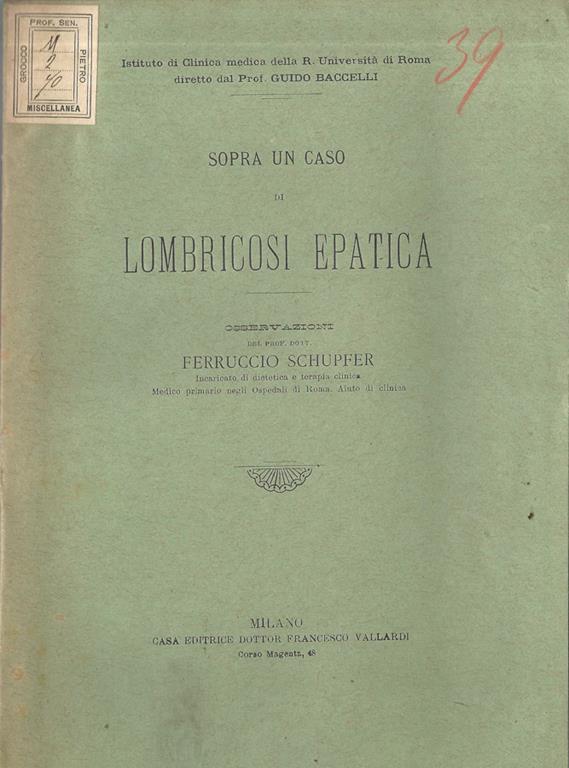 PROF. SEN.
GROCCO
PIETRO
M
2
70
MISCELLANEA
39
Istituto di Clinica medica della R. Università di Roma
diretto dal Prof. GUIDO BACCELLI
SOPRA UN CASO
DI
LOMBRICOSI EPATICA
OSSERVAZIONI
DEL PROF. DOTT.
FERRUCCIO SCHUPFER
Incaricato di dietetica e terapia clinica
Medico primario negli Ospedali di Roma. Aiuto di clinica
MILANO
CASA EDITRICE DOTTOR FRANCESCO VALLARDI
Corso Magenta, 48